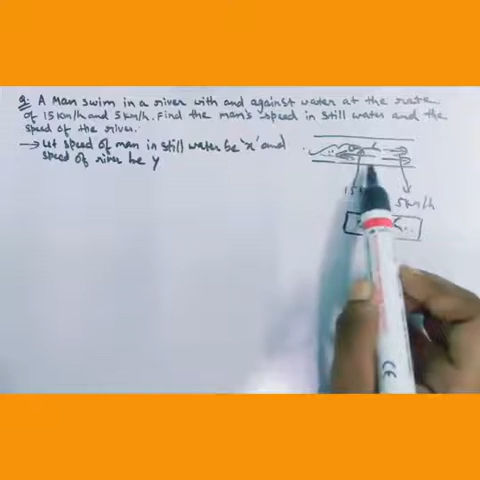 Q. A Man swim in a river with and against water at the rate
of 15 Km/h and 5 Km/h. Find the man's speed in still water and the
speed of the river.
→ Let speed of man in still water be 'x' and
speed of river be y
15
5 km/h
CE